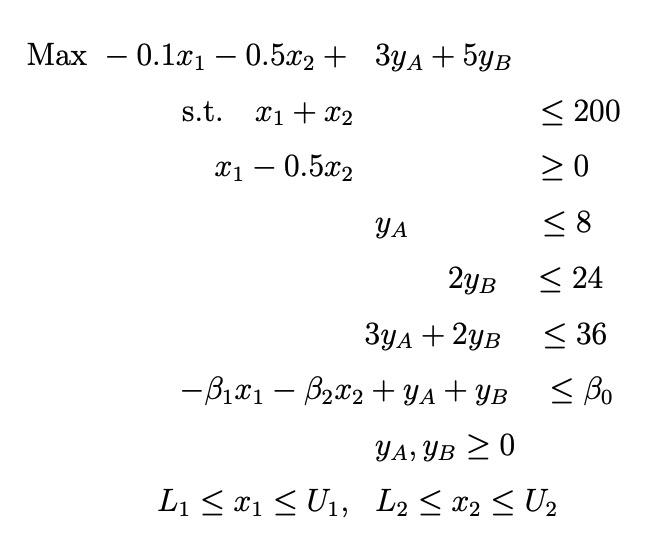 Max − 0.1x₁ − 0.5x₂ + 3y_A + 5y_B
s.t. x₁ + x₂ ≤ 200
x₁ − 0.5x₂ ≥ 0
y_A ≤ 8
2y_B ≤ 24
3y_A + 2y_B ≤ 36
−β₁x₁ − β₂x₂ + y_A + y_B ≤ β₀
y_A, y_B ≥ 0
L₁ ≤ x₁ ≤ U₁, L₂ ≤ x₂ ≤ U₂